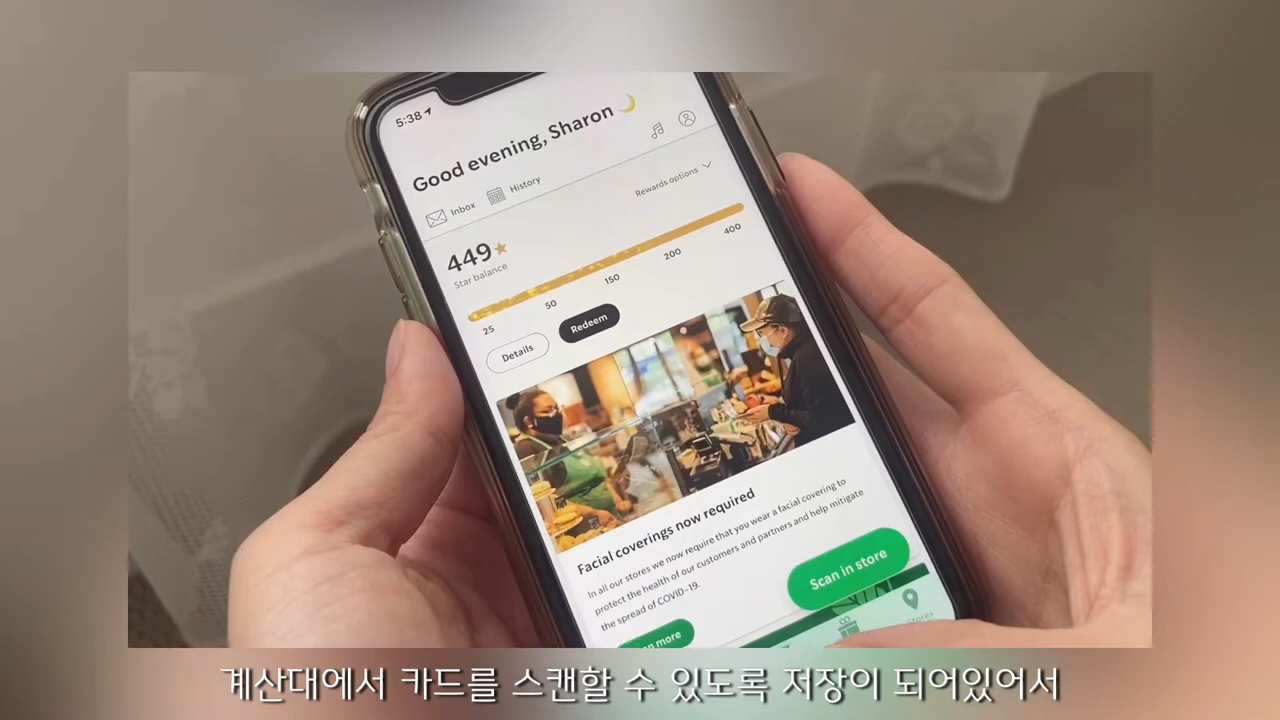 5:38
Good evening, Sharon
Inbox
History
Rewards options
449
Star balance
25
50
150
200
400
Details
Redeem
Facial coverings now required
In all our stores we now require that you wear a facial covering to
protect the health of our customers and partners and help mitigate
the spread of COVID-19.
Scan in store
more
계산대에서 카드를 스캔할 수 있도록 저장이 되어있어서